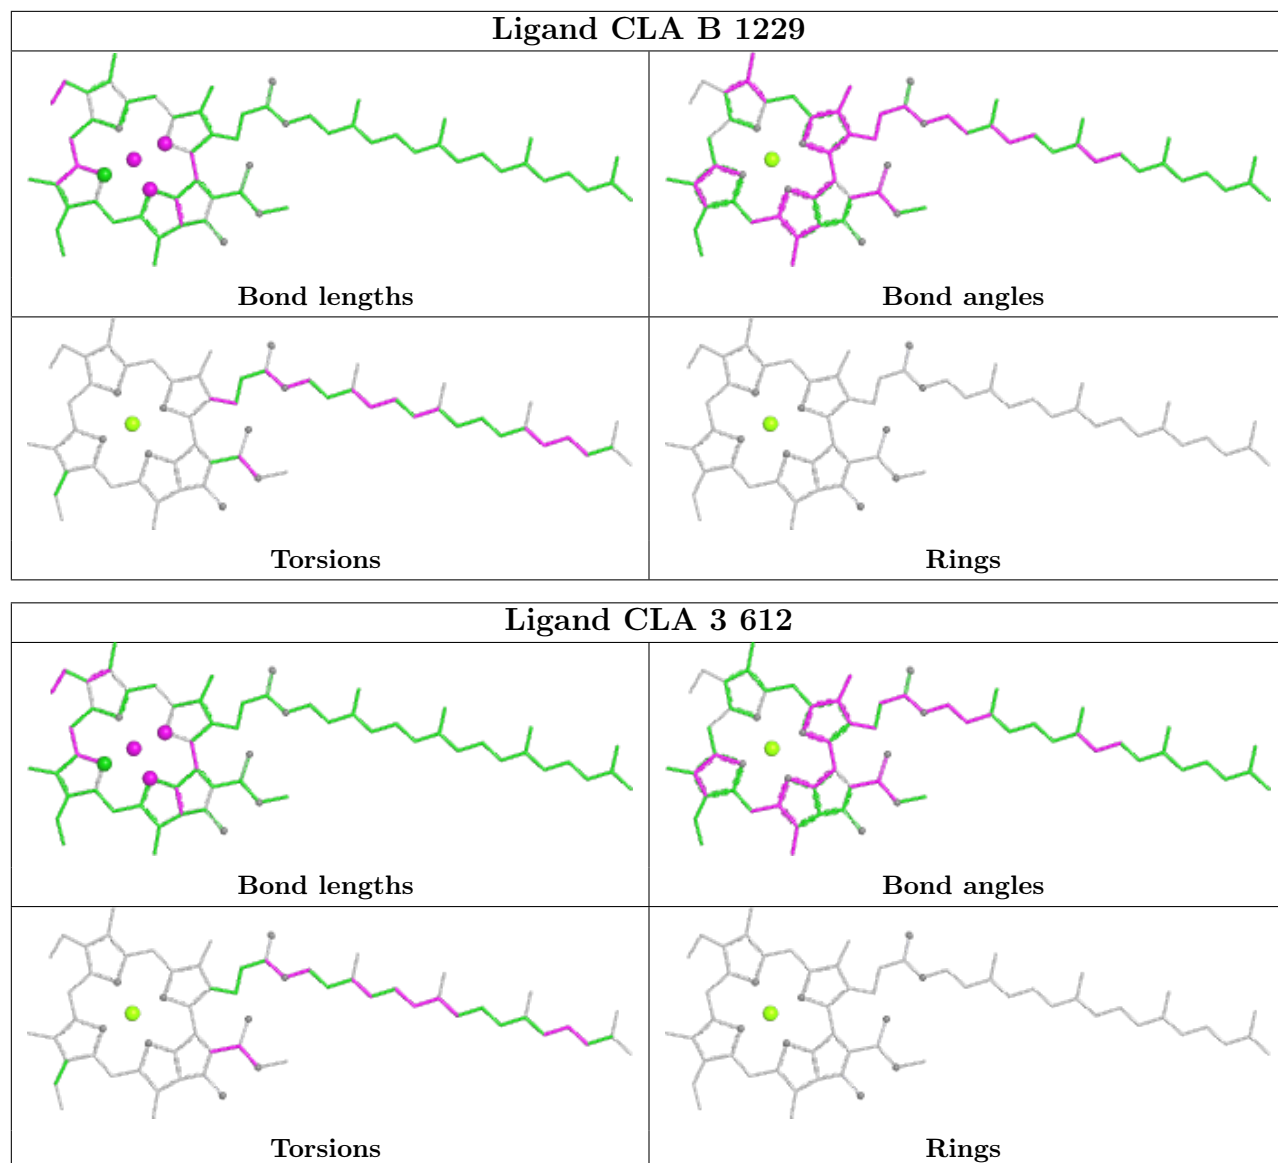 Ligand CLA B 1229
Bond lengths
Bond angles
Torsions
Rings
Ligand CLA 3 612
Bond lengths
Bond angles
Torsions
Rings